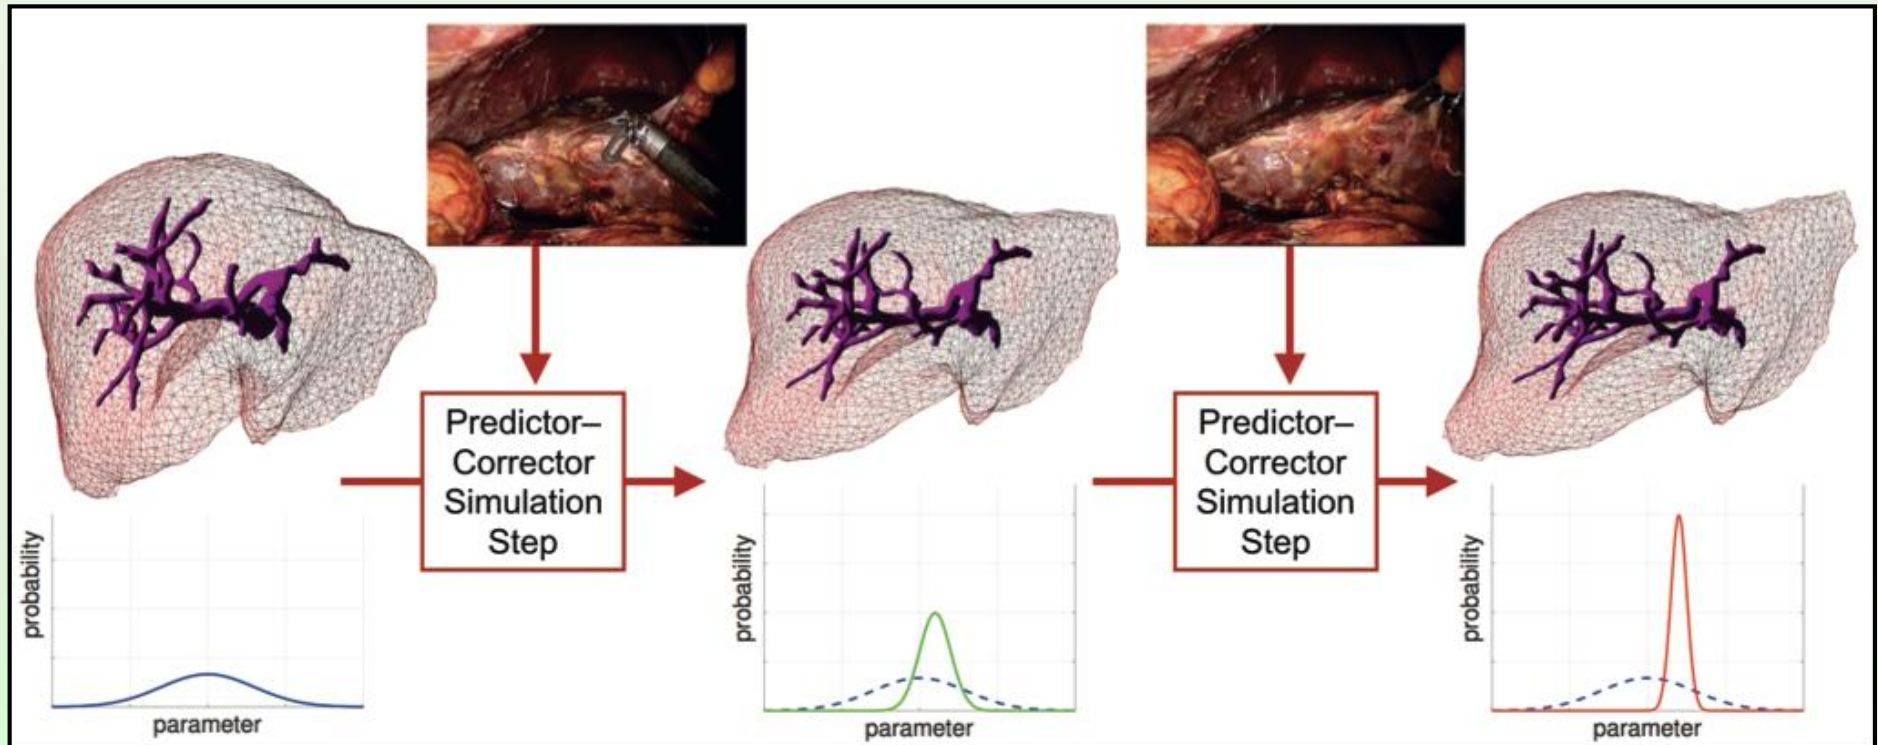 Predictor–
Corrector
Simulation
Step
Predictor–
Corrector
Simulation
Step
probability
parameter
probability
parameter
probability
parameter